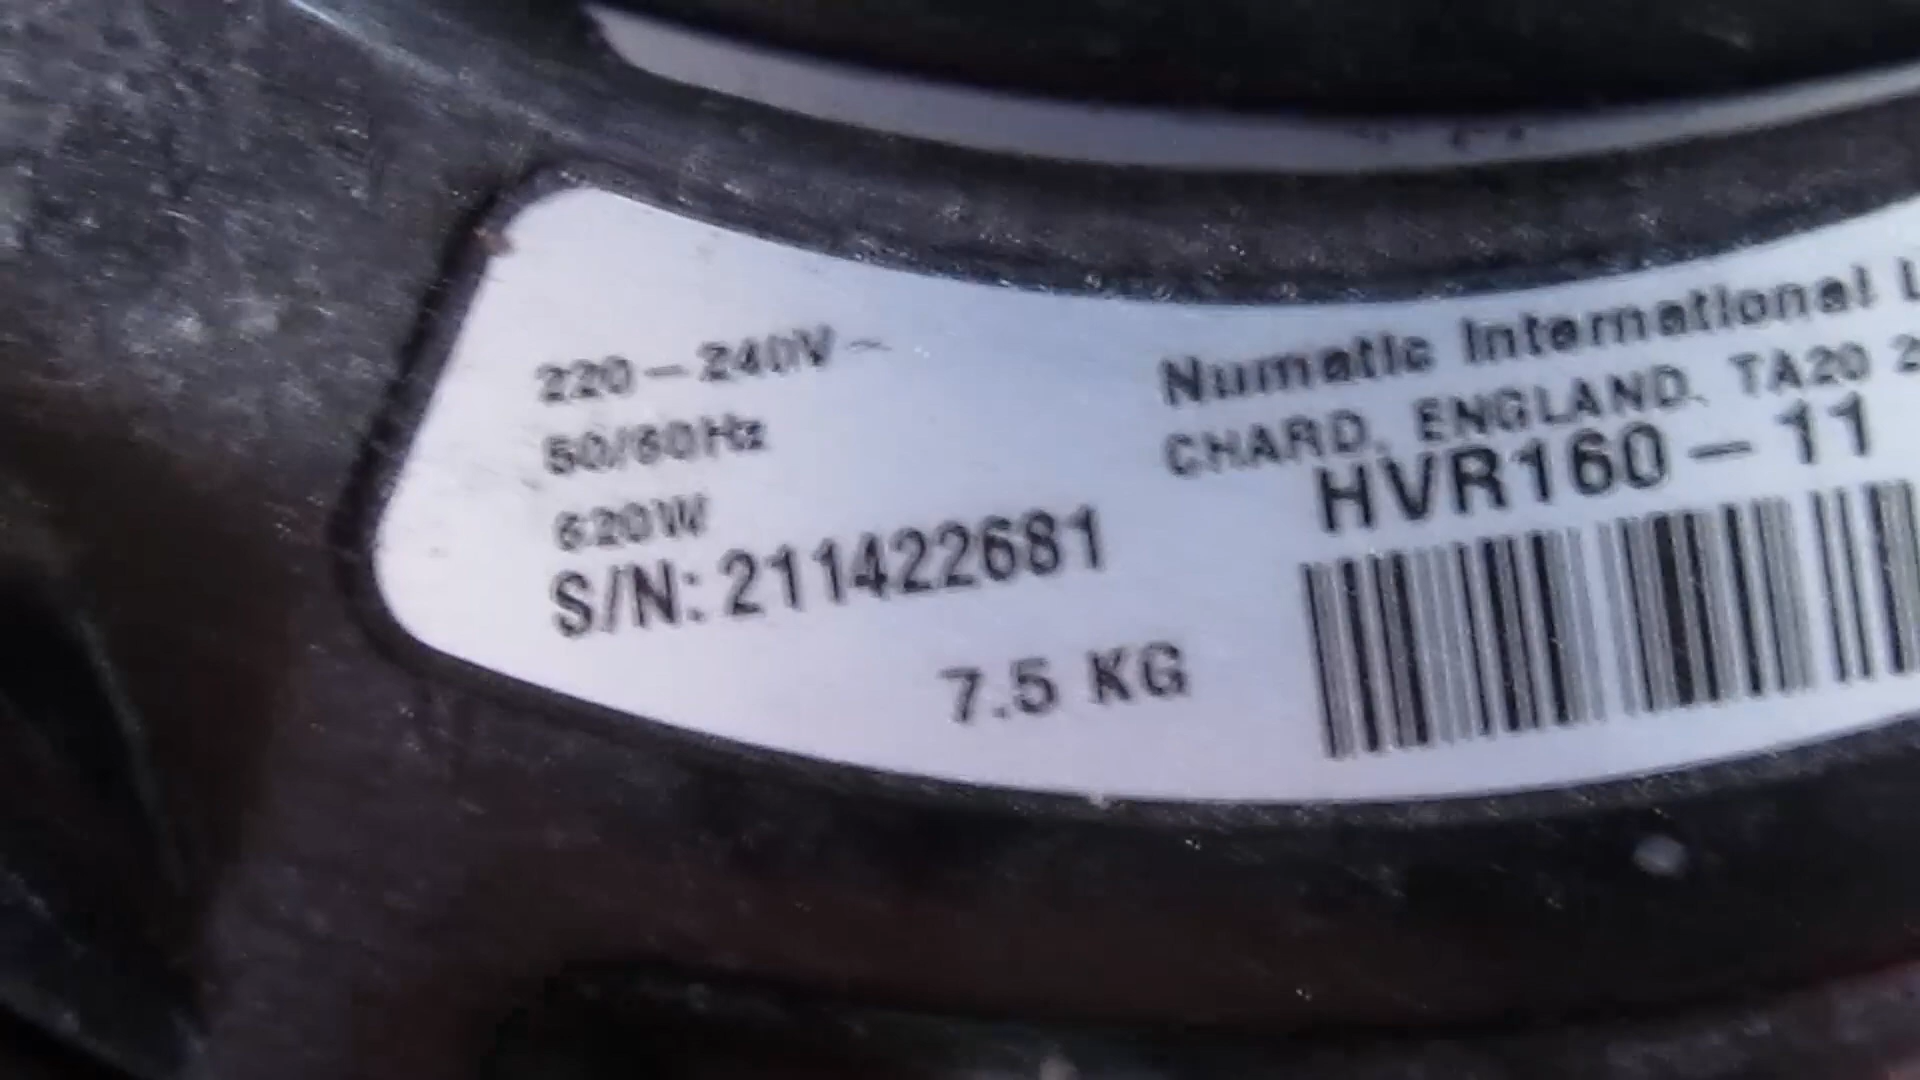 220-240V~
50/60Hz
620W
S/N: 211422681
7.5 KG
Numatic International
CHARD, ENGLAND, TA20
HVR160-11